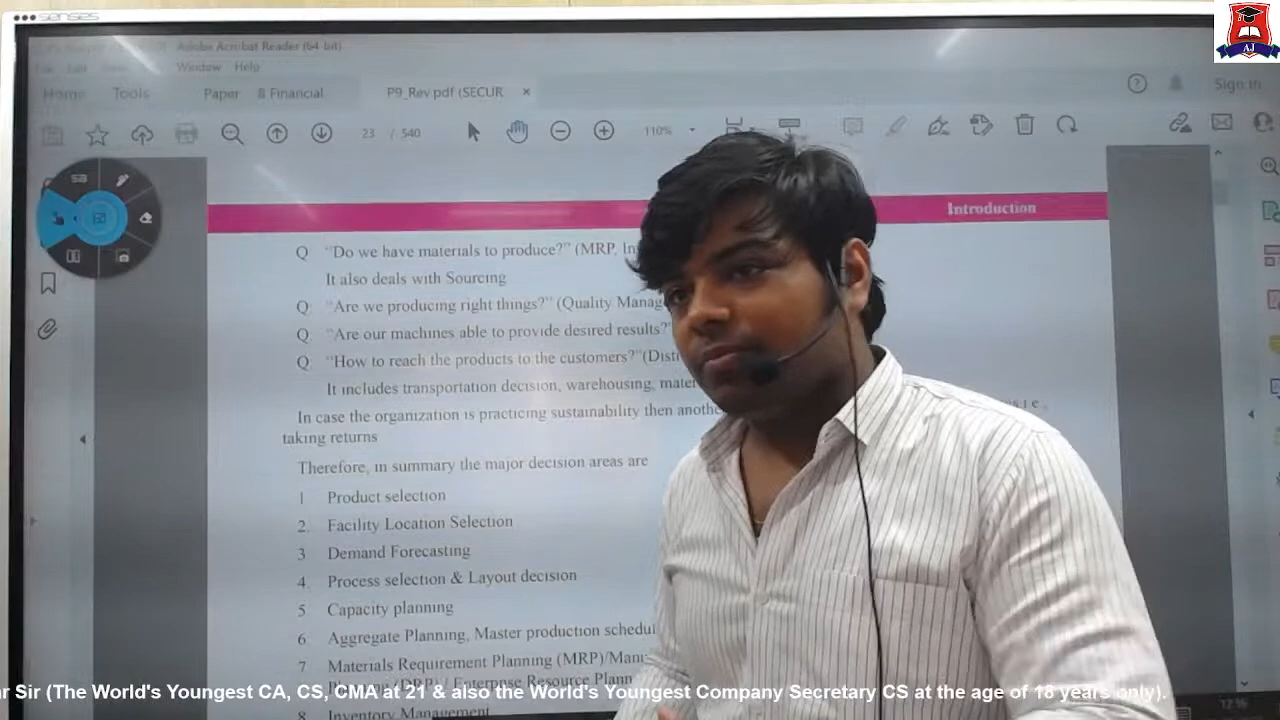 senses
Adobe Acrobat Reader (64-bit)
Window Help
Home Tools Paper & Financial P9_Rev.pdf (SECUR ×
Sign In
23 / 540 110%
Introduction
Q "Do we have materials to produce?" (MRP, In
It also deals with Sourcing
Q "Are we producing right things?" (Quality Manag
Q "Are our machines able to provide desired results?"
Q "How to reach the products to the customers?"(Dist
It includes transportation decision, warehousing, mater
In case the organization is practicing sustainability then anothe i.e.,
taking returns
Therefore, in summary the major decision areas are
1 Product selection
2. Facility Location Selection
3 Demand Forecasting
4. Process selection & Layout decision
5 Capacity planning
6. Aggregate Planning, Master production schedul
7 Materials Requirement Planning (MRP)/Manu
(DRP) / Enterprise Resource Plann
8 Inventory Management
r Sir (The World's Youngest CA, CS, CMA at 21 & also the World's Youngest Company Secretary CS at the age of 18 years only).
AJ